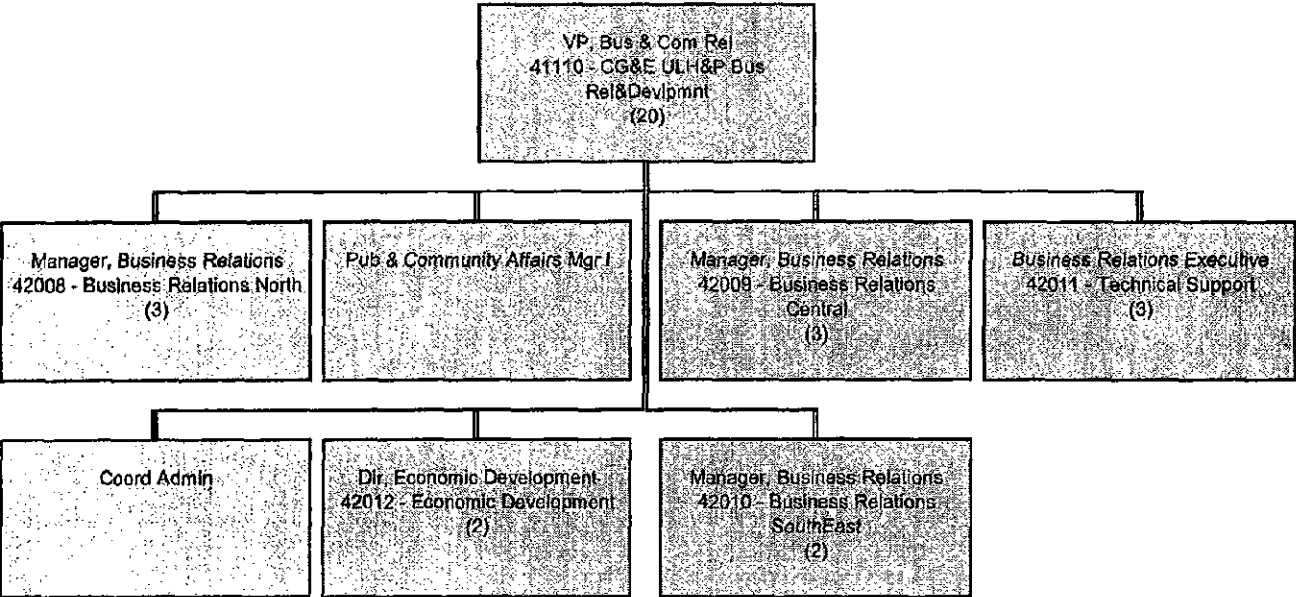 VP, Bus & Com Rel
41110 - CG&E ULH&P Bus
Rel&Devlpmnt
(20)
Manager, Business Relations
42008 - Business Relations North
(3)
Pub & Community Affairs Mgr I
Manager, Business Relations
42009 - Business Relations
Central
(3)
Business Relations Executive
42011 - Technical Support
(3)
Coord Admin
Dir, Economic Development
42012 - Economic Development
(2)
Manager, Business Relations
42010 - Business Relations
SouthEast
(2)